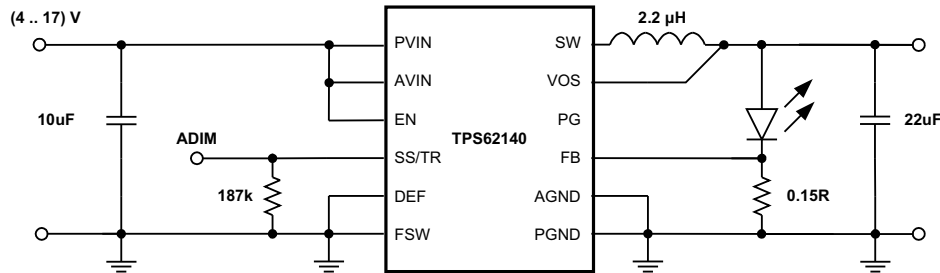 (4 .. 17) V
2.2 µH
PVIN
SW
AVIN
VOS
10uF
EN
PG
22uF
TPS62140
ADIM
SS/TR
FB
187k
DEF
AGND
0.15R
FSW
PGND